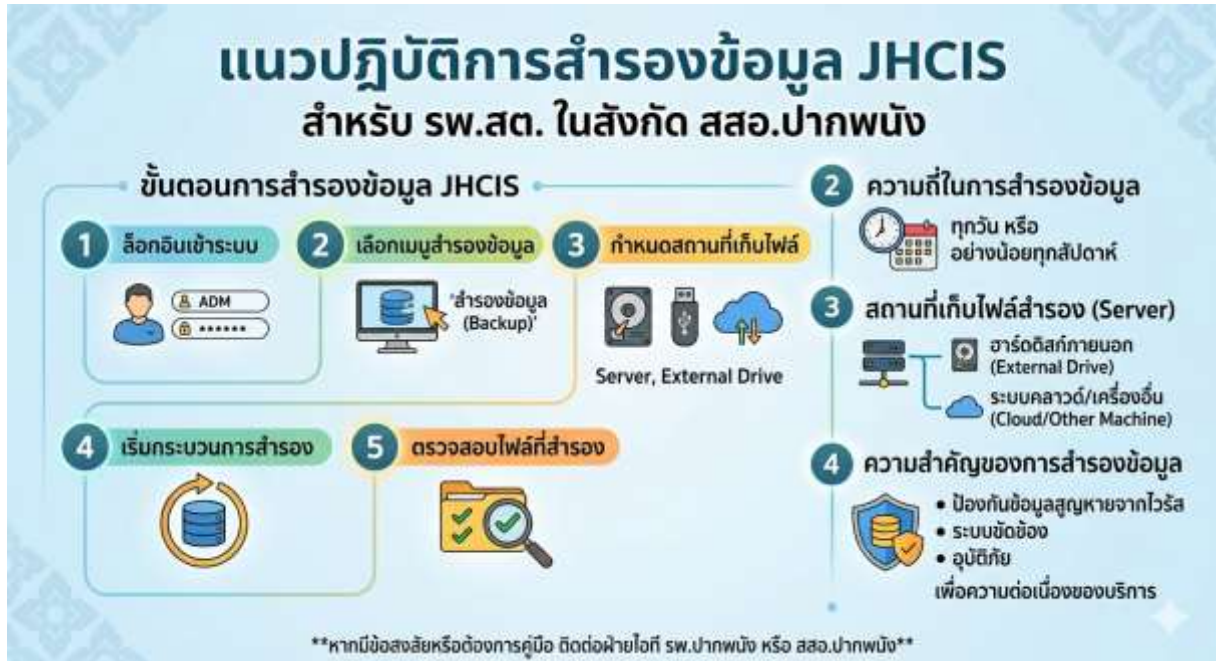 แนวปฏิบัติการสำรองข้อมูล JHCIS
สำหรับ รพ.สต. ในสังกัด สสอ.ปากพนัง
ขั้นตอนการสำรองข้อมูล JHCIS
1 ล็อกอินเข้าระบบ
ADM
******
2 เลือกเมนูสำรองข้อมูล
'สำรองข้อมูล
(Backup)'
3 กำหนดสถานที่เก็บไฟล์
Server, External Drive
4 เริ่มกระบวนการสำรอง
5 ตรวจสอบไฟล์ที่สำรอง
2 ความถี่ในการสำรองข้อมูล
ทุกวัน หรือ
อย่างน้อยทุกสัปดาห์
3 สถานที่เก็บไฟล์สำรอง (Server)
ฮาร์ดดิสก์ภายนอก
(External Drive)
ระบบคลาวด์/เครื่องอื่น
(Cloud/Other Machine)
4 ความสำคัญของการสำรองข้อมูล
• ป้องกันข้อมูลสูญหายจากไวรัส
• ระบบขัดข้อง
• อุบัติภัย
เพื่อความต่อเนื่องของบริการ
**หากมีข้อสงสัยหรือต้องการคู่มือ ติดต่อฝ่ายไอที รพ.ปากพนัง หรือ สสอ.ปากพนัง**